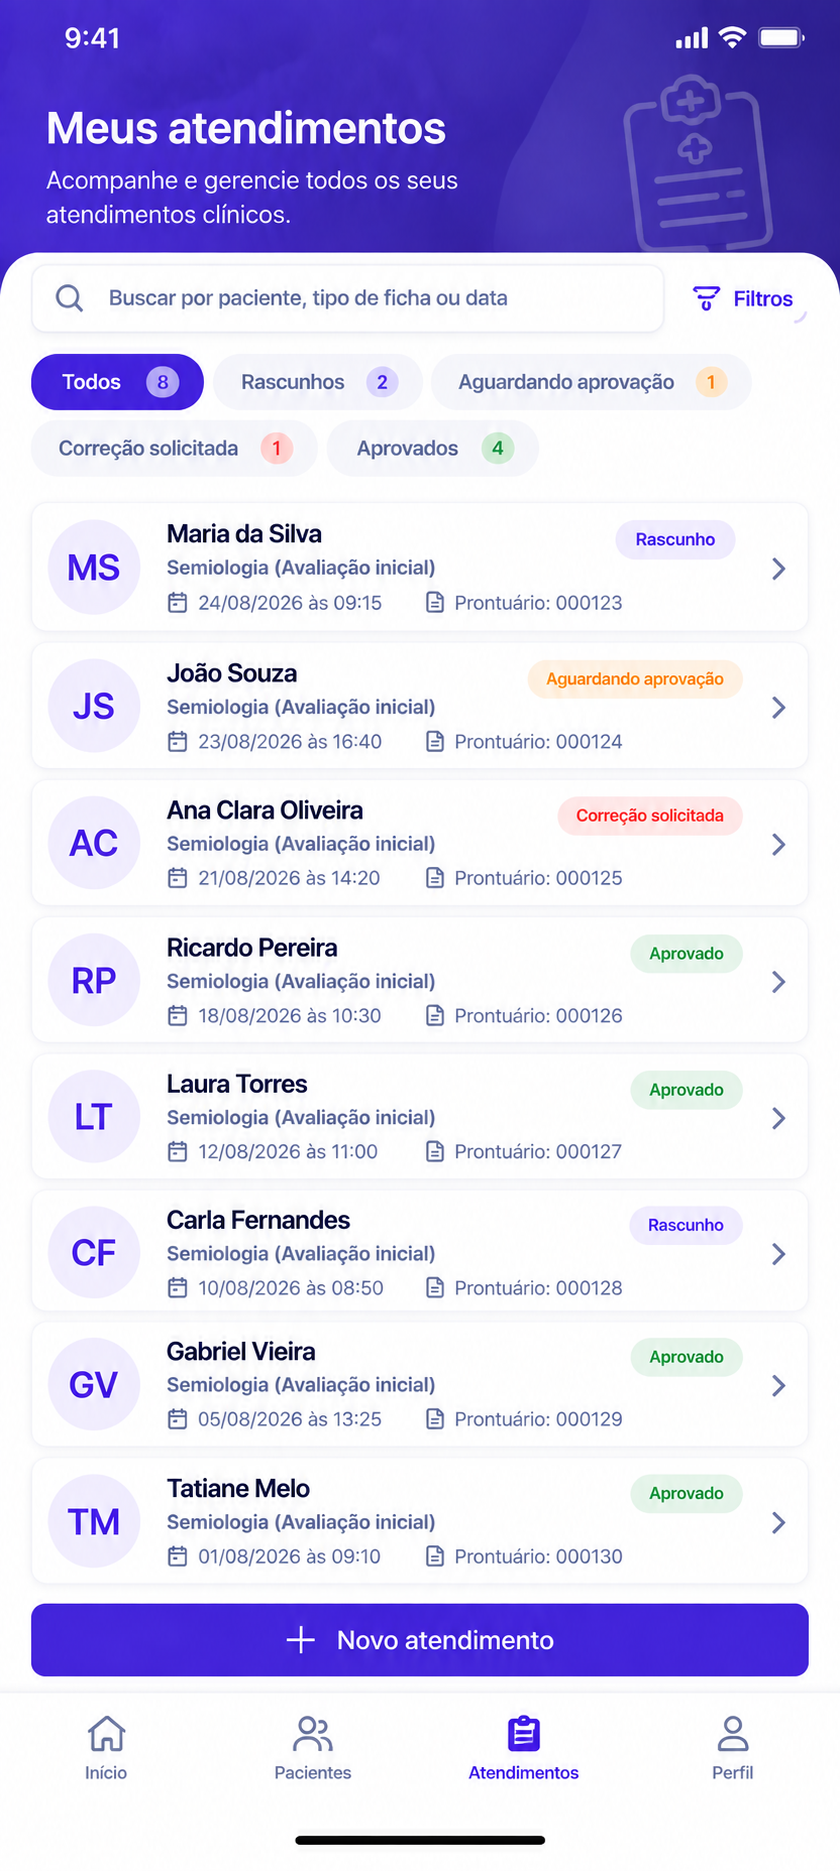 9:41
Meus atendimentos
Acompanhe e gerencie todos os seus
atendimentos clínicos.
Buscar por paciente, tipo de ficha ou data
Filtros
Todos 8
Rascunhos 2
Aguardando aprovação 1
Correção solicitada 1
Aprovados 4
MS
Maria da Silva
Rascunho
Semiologia (Avaliação inicial)
24/08/2026 às 09:15
Prontuário: 000123
JS
João Souza
Aguardando aprovação
Semiologia (Avaliação inicial)
23/08/2026 às 16:40
Prontuário: 000124
AC
Ana Clara Oliveira
Correção solicitada
Semiologia (Avaliação inicial)
21/08/2026 às 14:20
Prontuário: 000125
RP
Ricardo Pereira
Aprovado
Semiologia (Avaliação inicial)
18/08/2026 às 10:30
Prontuário: 000126
LT
Laura Torres
Aprovado
Semiologia (Avaliação inicial)
12/08/2026 às 11:00
Prontuário: 000127
CF
Carla Fernandes
Rascunho
Semiologia (Avaliação inicial)
10/08/2026 às 08:50
Prontuário: 000128
GV
Gabriel Vieira
Aprovado
Semiologia (Avaliação inicial)
05/08/2026 às 13:25
Prontuário: 000129
TM
Tatiane Melo
Aprovado
Semiologia (Avaliação inicial)
01/08/2026 às 09:10
Prontuário: 000130
Novo atendimento
Início
Pacientes
Atendimentos
Perfil